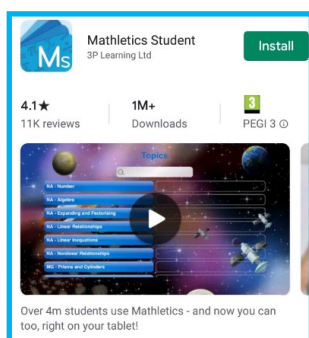 Ms
Mathletics Student
3P Learning Ltd
Install
4.1★
11K reviews
1M+
Downloads
3
PEGI 3 ⓘ
Topics
NA - Number
NA - Algebra
NA - Expanding and Factorising
NA - Linear Relationships
NA - Linear Inequations
NA - Nonlinear Relationships
MG - Prisms and Cylinders
Over 4m students use Mathletics - and now you can
too, right on your tablet!